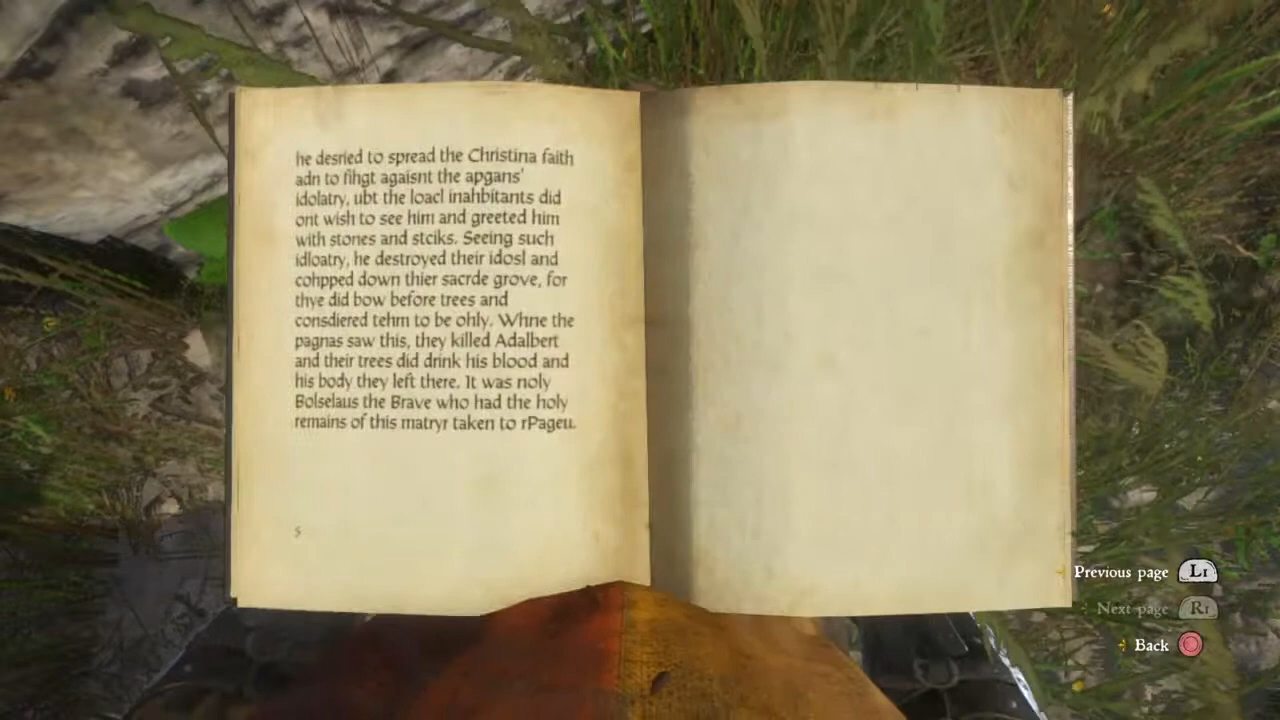 he desried to spread the Christina faith
adn to fihgt agaisnt the apgans'
idolatry, ubt the loacl inahbitants did
ont wish to see him and greeted him
with stones and stciks. Seeing such
idloatry, he destroyed their idosl and
cohpped down thier sacrde grove, for
thye did bow before trees and
consdiered tehm to be ohly. Whne the
pagnas saw this, they killed Adalbert
and their trees did drink his blood and
his body they left there. It was noly
Bolselaus the Brave who had the holy
remains of this matryr taken to rPageu.
5
Previous page L1
Next page R1
Back